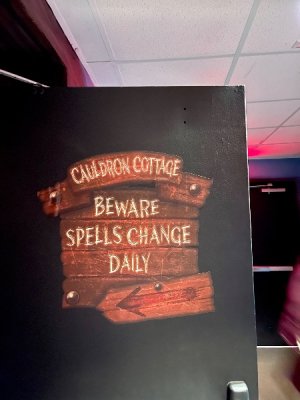 CAULDRON COTTAGE
BEWARE
SPELLS CHANGE
DAILY